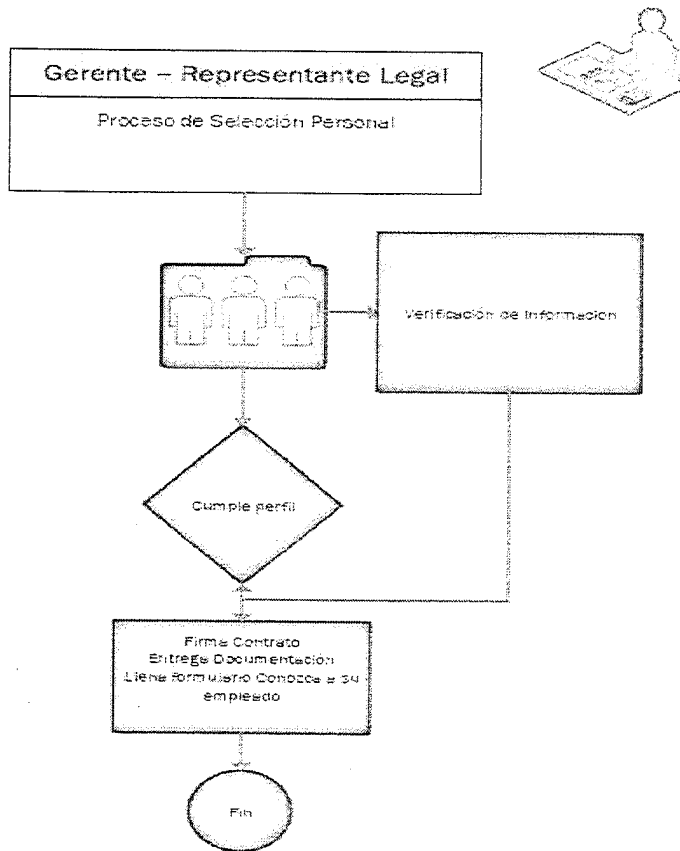 Gerente – Representante Legal
Proceso de Selección Personal
Verificación de Informacion
Cumple perfil
Firma Contrato
Entrega Documentación
Llena formulario Conozca a su
empleado
Fin